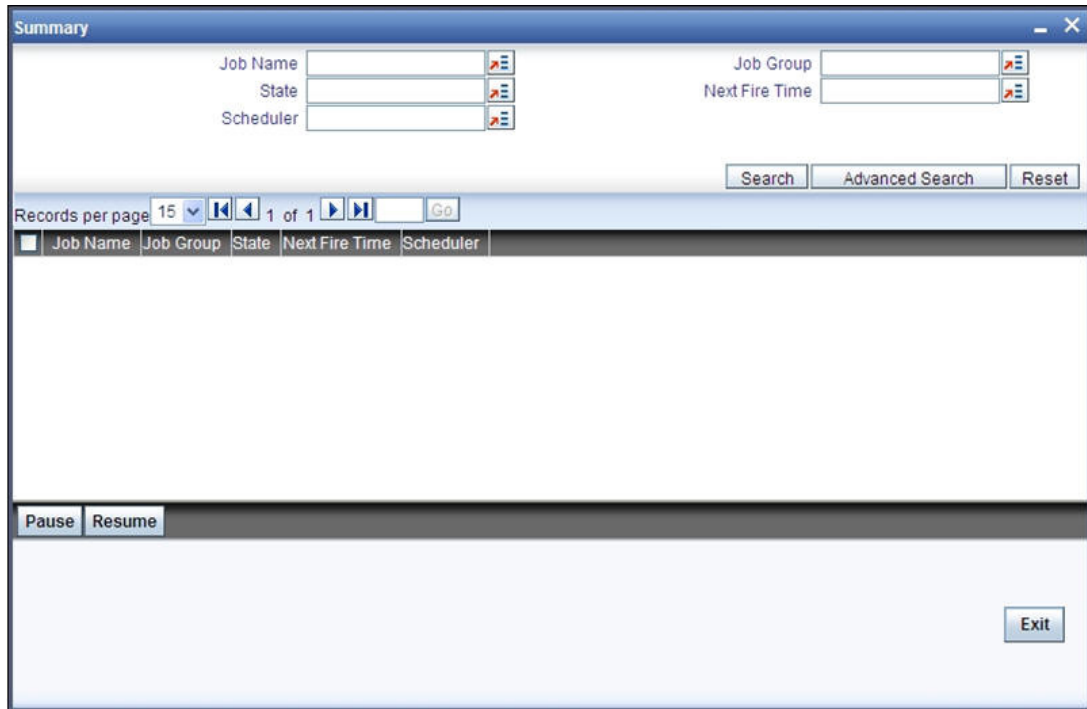 Summary
Job Name
Job Group
State
Next Fire Time
Scheduler
Search Advanced Search Reset
Records per page 15 1 of 1 Go
Job Name Job Group State Next Fire Time Scheduler
Pause Resume
Exit